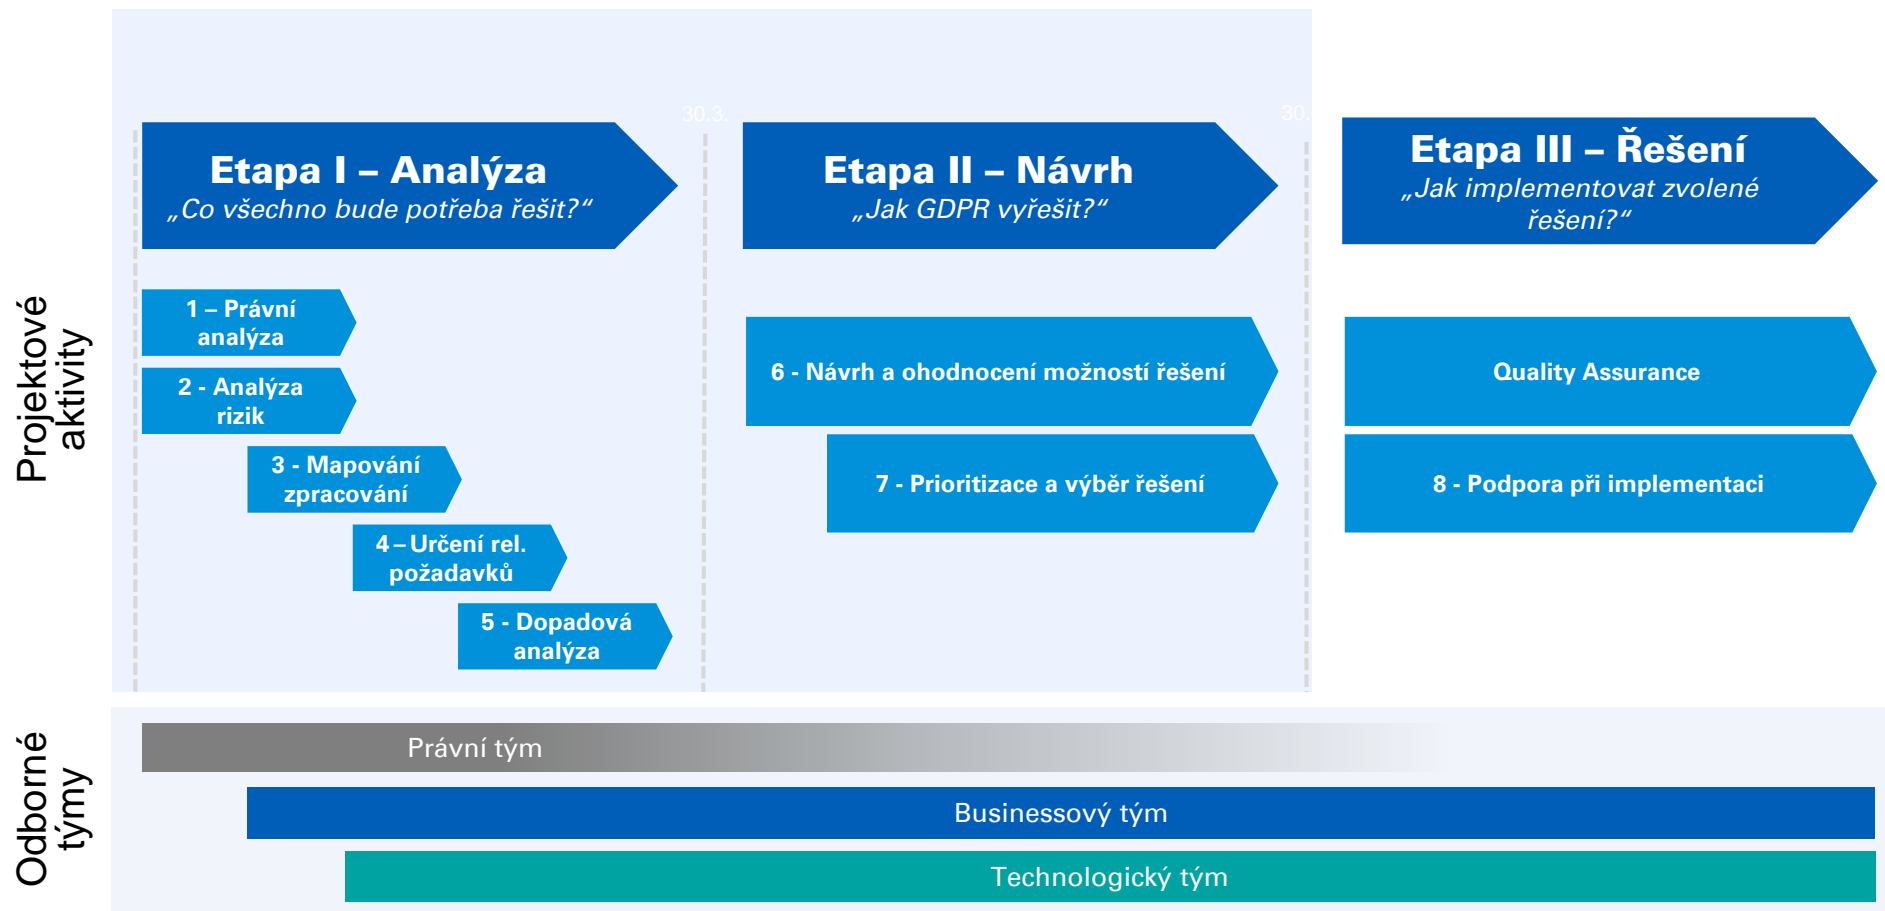 30.3.
30.
Etapa I – Analýza
„Co všechno bude potřeba řešit?“
Etapa II – Návrh
„Jak GDPR vyřešit?“
Etapa III – Řešení
„Jak implementovat zvolené
řešení?“
Projektové
aktivity
1 – Právní
analýza
2 - Analýza
rizik
3 - Mapování
zpracování
4 – Určení rel.
požadavků
5 - Dopadová
analýza
6 - Návrh a ohodnocení možností řešení
7 - Prioritizace a výběr řešení
Quality Assurance
8 - Podpora při implementaci
Odborné
týmy
Právní tým
Businessový tým
Technologický tým